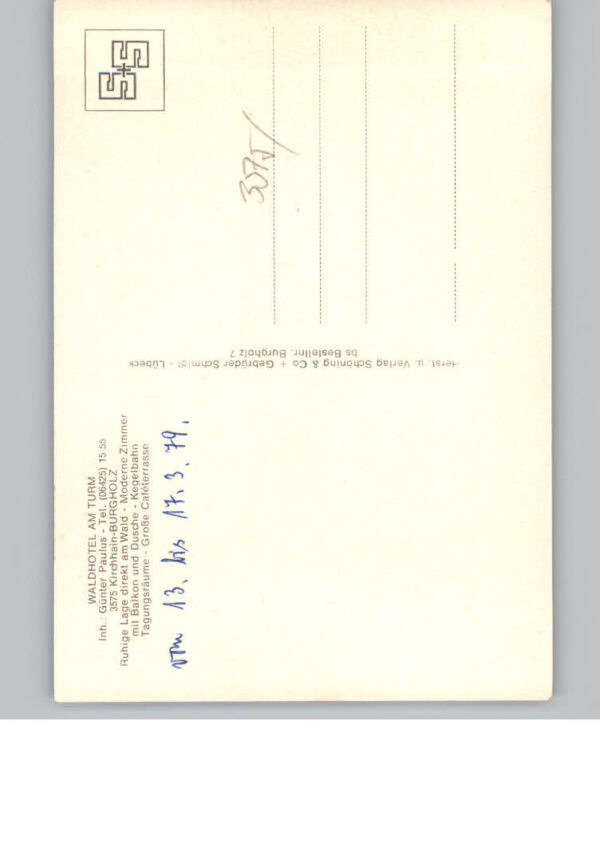 WALDHOTEL AM TURM
Inh.: Günter Paulus - Tel. (06425) 15 55
3575 Kirchhain-BURGHOLZ
Ruhige Lage direkt am Wald - Moderne Zimmer
mit Balkon und Dusche - Kegelbahn
Tagungsräume - Große Caféterrasse
vom 13. bis 17.3.79.
Herst. u. Verlag Schöning & Co + Gebrüder Schmidt - Lübeck
bs Bestellnr. Burgholz 7
S+S